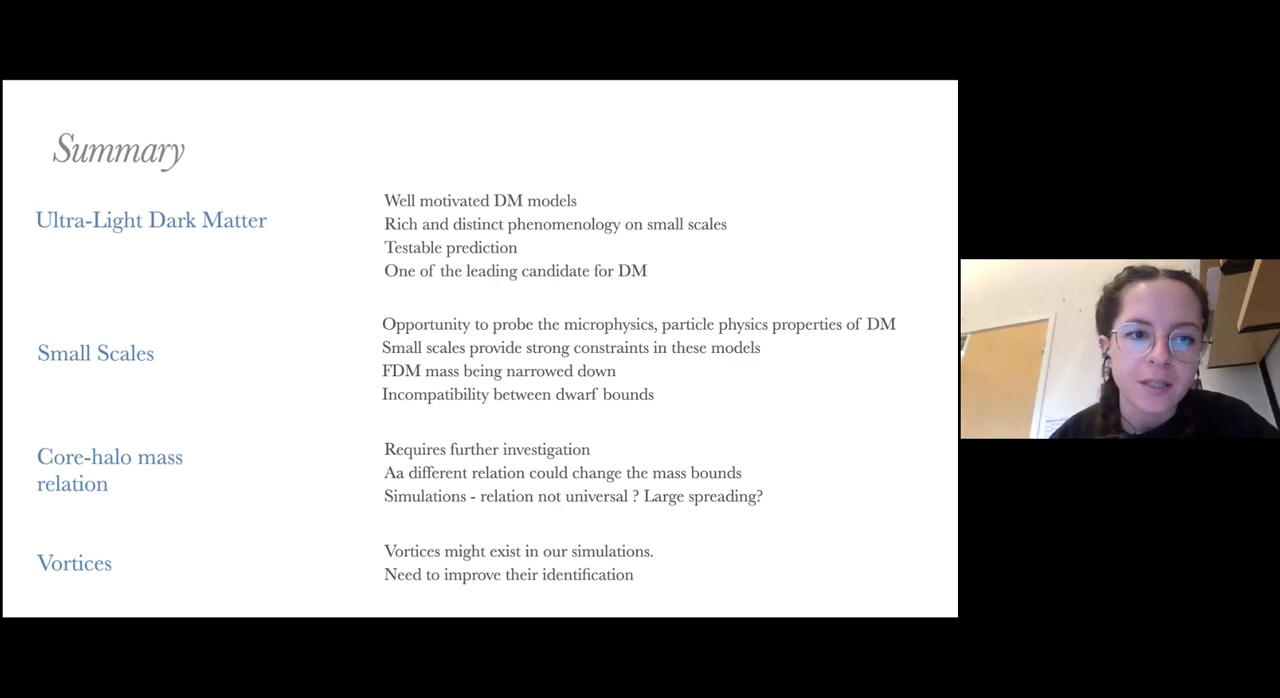 Summary
Ultra-Light Dark Matter
Well motivated DM models
Rich and distinct phenomenology on small scales
Testable prediction
One of the leading candidate for DM
Small Scales
Opportunity to probe the microphysics, particle physics properties of DM
Small scales provide strong constraints in these models
FDM mass being narrowed down
Incompatibility between dwarf bounds
Core-halo mass
relation
Requires further investigation
Aa different relation could change the mass bounds
Simulations - relation not universal ? Large spreading?
Vortices
Vortices might exist in our simulations.
Need to improve their identification